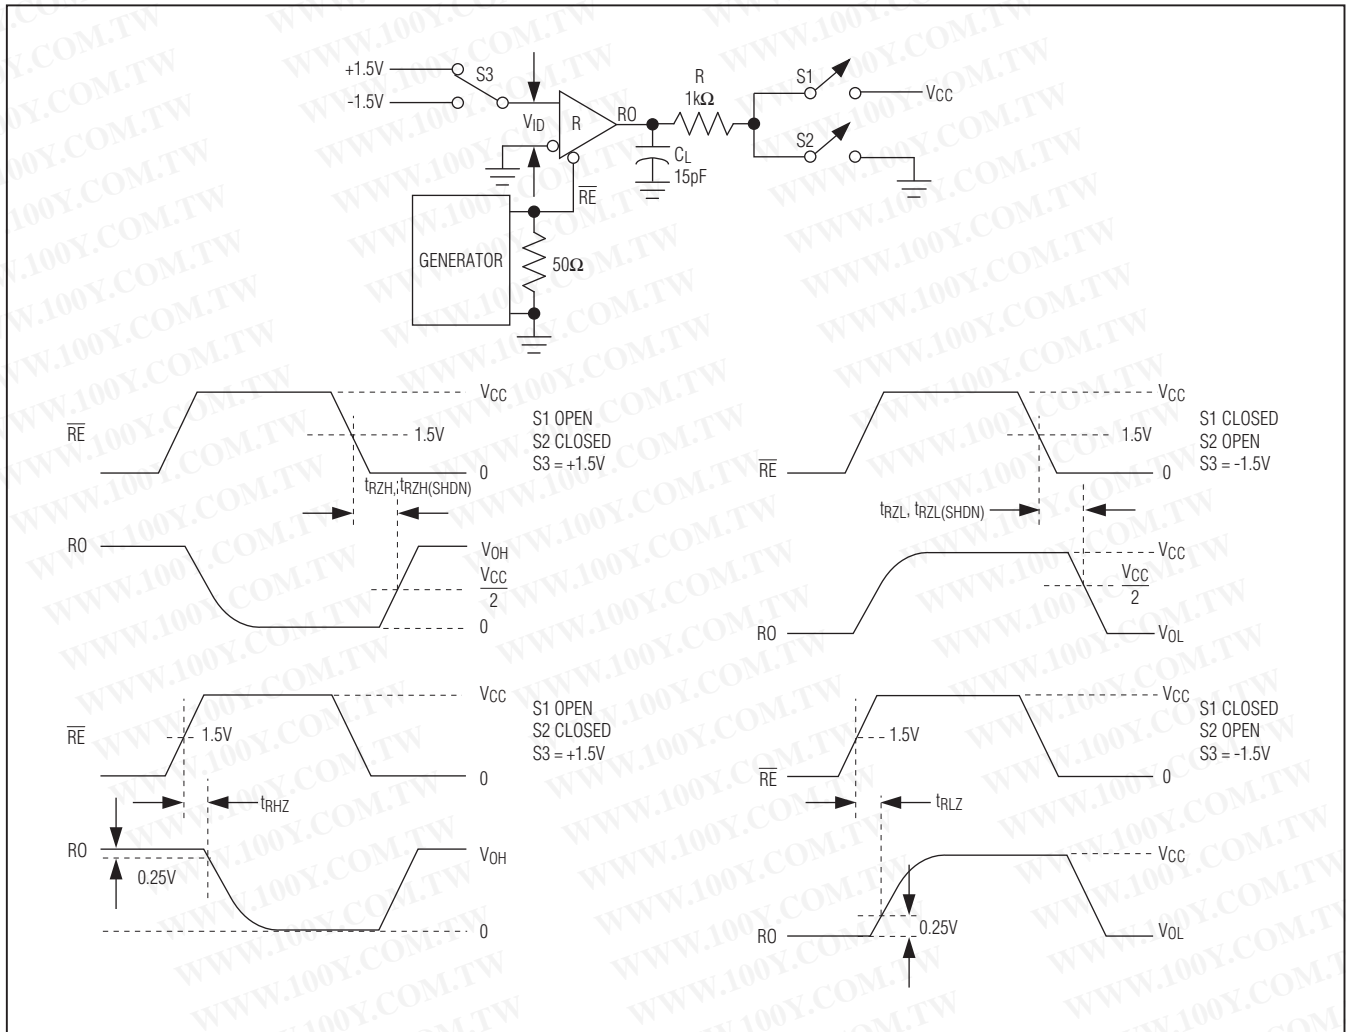 +1.5V
S3
-1.5V
VID
R
RO
R
1kΩ
S1
VCC
S2
CL
15pF
RE
GENERATOR
50Ω
RE
VCC
1.5V
0
S1 OPEN
S2 CLOSED
S3 = +1.5V
tRZH, tRZH(SHDN)
RO
VOH
VCC
2
0
RE
VCC
1.5V
0
S1 CLOSED
S2 OPEN
S3 = -1.5V
tRZL, tRZL(SHDN)
RO
VCC
VCC
2
VOL
RE
VCC
1.5V
0
S1 OPEN
S2 CLOSED
S3 = +1.5V
tRHZ
RO
0.25V
VOH
0
RE
VCC
1.5V
0
S1 CLOSED
S2 OPEN
S3 = -1.5V
tRLZ
RO
VCC
0.25V
VOL
WWW.100Y.COM.TW